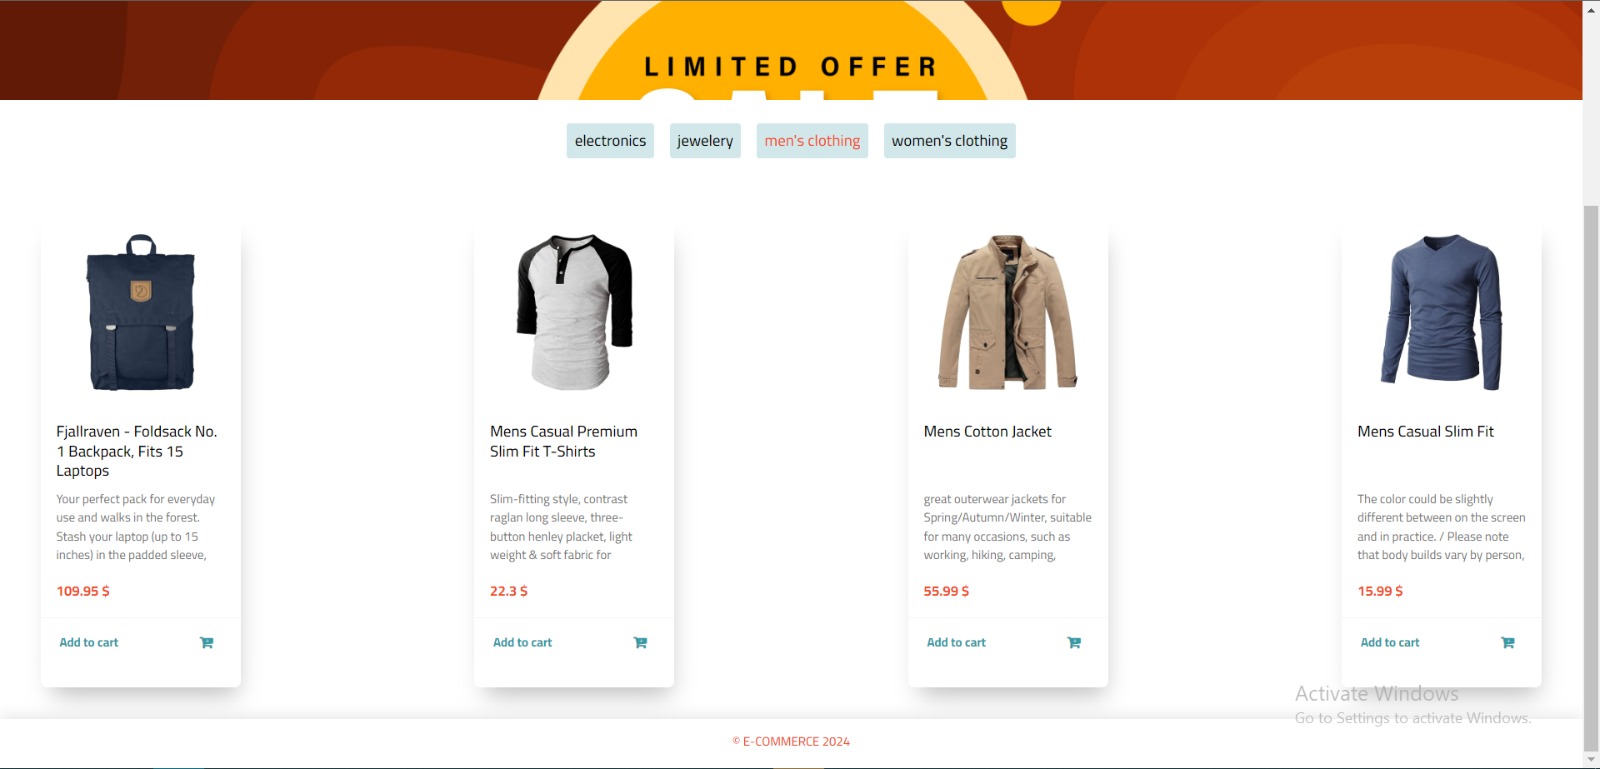 LIMITED OFFER
SALE
electronics
jewelery
men's clothing
women's clothing
Fjallraven - Foldsack No.
1 Backpack, Fits 15
Laptops
Your perfect pack for everyday
use and walks in the forest.
Stash your laptop (up to 15
inches) in the padded sleeve,
109.95 $
Add to cart
Mens Casual Premium
Slim Fit T-Shirts
Slim-fitting style, contrast
raglan long sleeve, three-
button henley placket, light
weight & soft fabric for
22.3 $
Add to cart
Mens Cotton Jacket
great outerwear jackets for
Spring/Autumn/Winter, suitable
for many occasions, such as
working, hiking, camping,
55.99 $
Add to cart
Mens Casual Slim Fit
The color could be slightly
different between on the screen
and in practice. / Please note
that body builds vary by person,
15.99 $
Add to cart
Activate Windows
Go to Settings to activate Windows.
© E-COMMERCE 2024